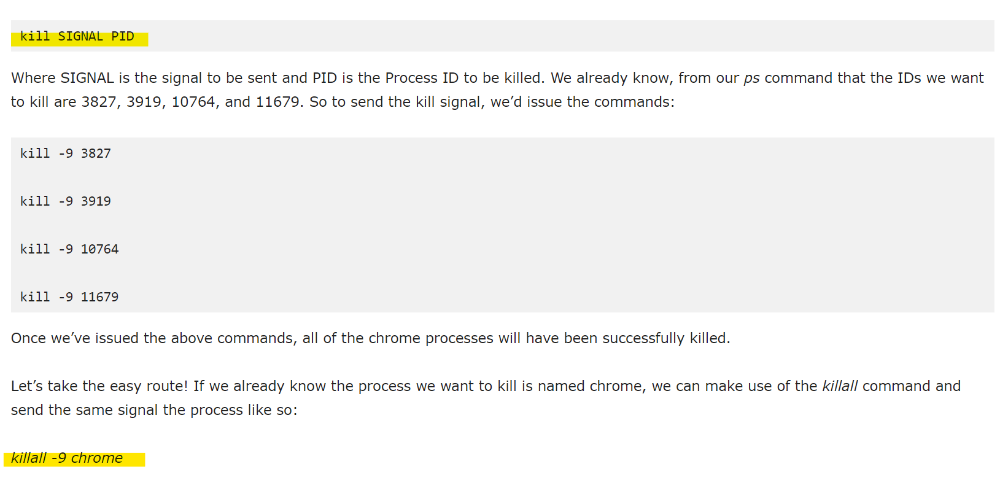 kill SIGNAL PID
Where SIGNAL is the signal to be sent and PID is the Process ID to be killed. We already know, from our ps command that the IDs we want
to kill are 3827, 3919, 10764, and 11679. So to send the kill signal, we’d issue the commands:
kill -9 3827
kill -9 3919
kill -9 10764
kill -9 11679
Once we’ve issued the above commands, all of the chrome processes will have been successfully killed.
Let’s take the easy route! If we already know the process we want to kill is named chrome, we can make use of the killall command and
send the same signal the process like so:
killall -9 chrome